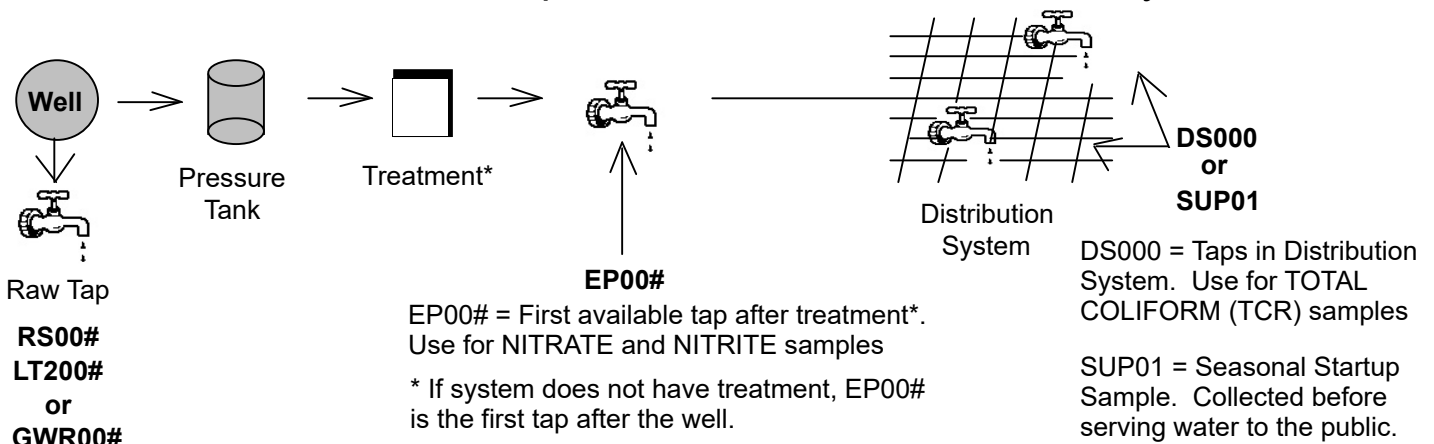 Well
Pressure
Tank
Treatment*
Raw Tap
RS00#
LT200#
or
GWR00#
EP00#
EP00# = First available tap after treatment*.
Use for NITRATE and NITRITE samples
* If system does not have treatment, EP00#
is the first tap after the well.
Distribution
System
DS000
or
SUP01
DS000 = Taps in Distribution
System. Use for TOTAL
COLIFORM (TCR) samples
SUP01 = Seasonal Startup
Sample. Collected before
serving water to the public.